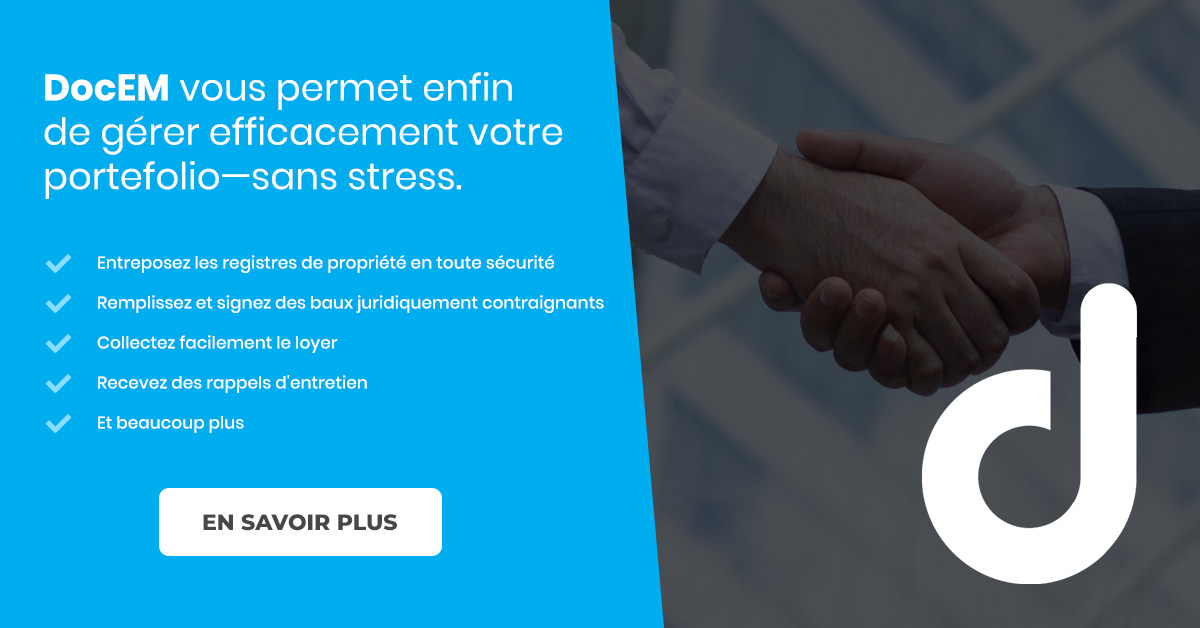 DocEM vous permet enfin
de gérer efficacement votre
portefolio—sans stress.
Entreposez les registres de propriété en toute sécurité
Remplissez et signez des baux juridiquement contraignants
Collectez facilement le loyer
Recevez des rappels d'entretien
Et beaucoup plus
EN SAVOIR PLUS